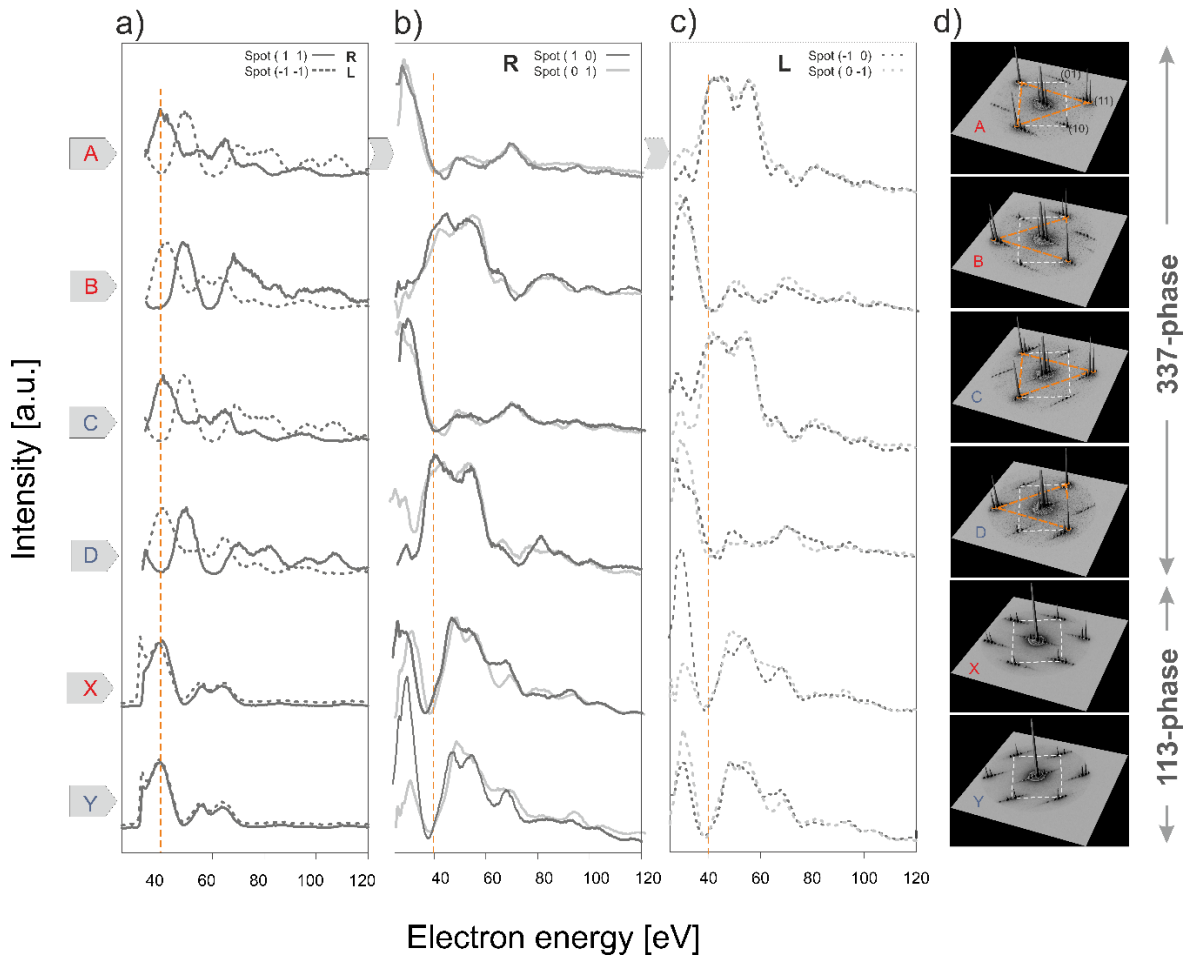 a)
b)
c)
d)
Spot ( 1 1) R
Spot (-1 -1) L
R Spot ( 1 0)
Spot ( 0 1)
L Spot (-1 0)
Spot ( 0 -1)
(01)
(11)
(10)
A
A
B
B
C
C
D
D
X
X
Y
Y
337-phase
113-phase
Intensity [a.u.]
40 60 80 100 120
40 60 80 100 120
40 60 80 100 120
Electron energy [eV]